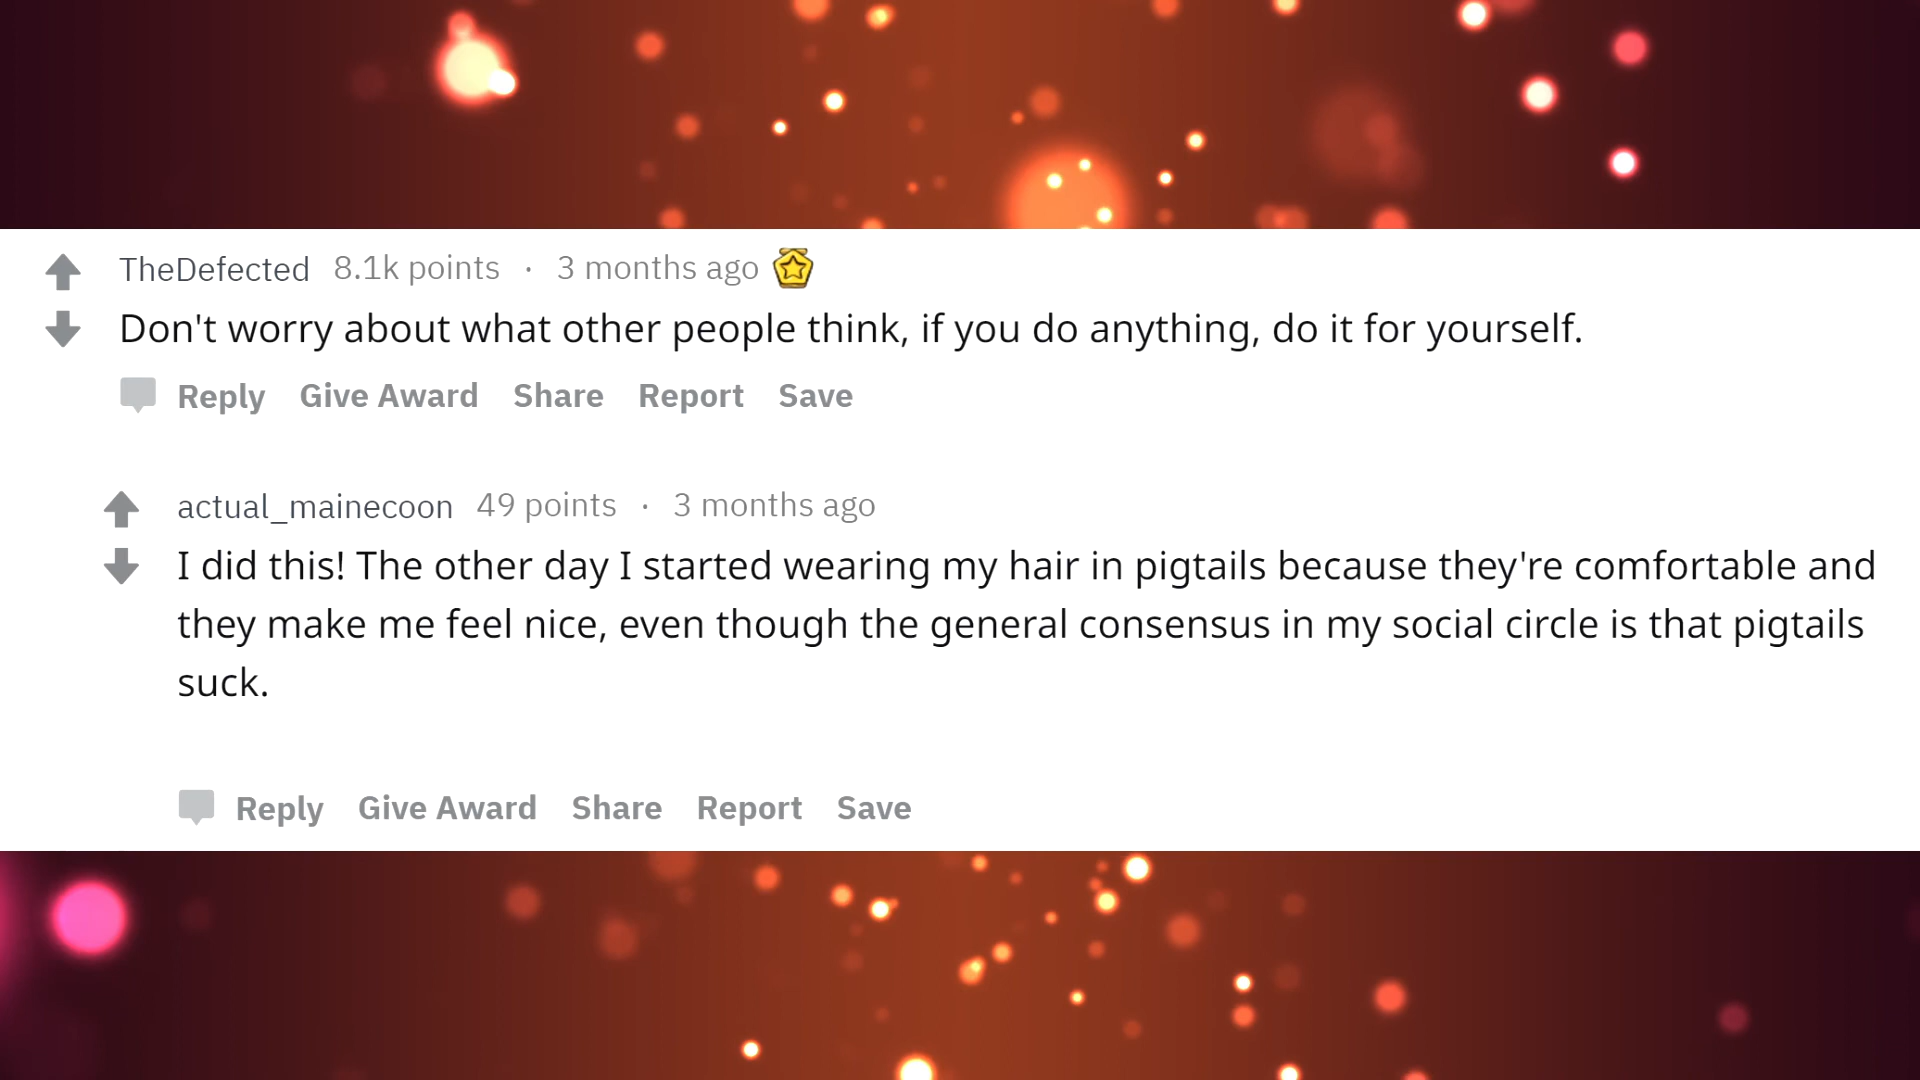 TheDefected 8.1k points · 3 months ago
Don't worry about what other people think, if you do anything, do it for yourself.
Reply Give Award Share Report Save
actual_mainecoon 49 points · 3 months ago
I did this! The other day I started wearing my hair in pigtails because they're comfortable and
they make me feel nice, even though the general consensus in my social circle is that pigtails
suck.
Reply Give Award Share Report Save